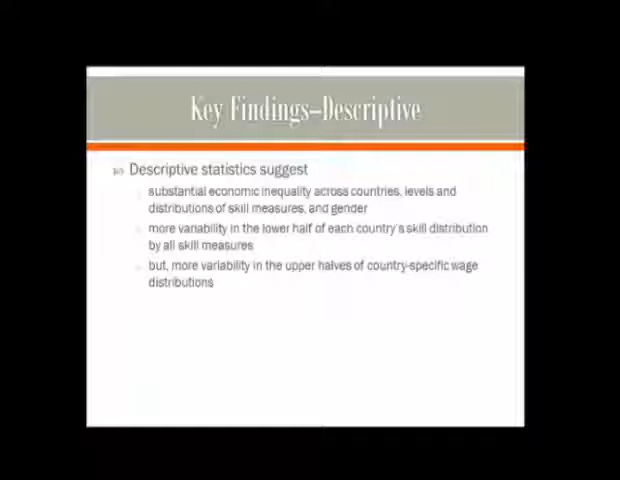 Key Findings–Descriptive
Descriptive statistics suggest
substantial economic inequality across countries, levels and
distributions of skill measures, and gender
more variability in the lower half of each country's skill distribution
by all skill measures
but, more variability in the upper halves of country-specific wage
distributions